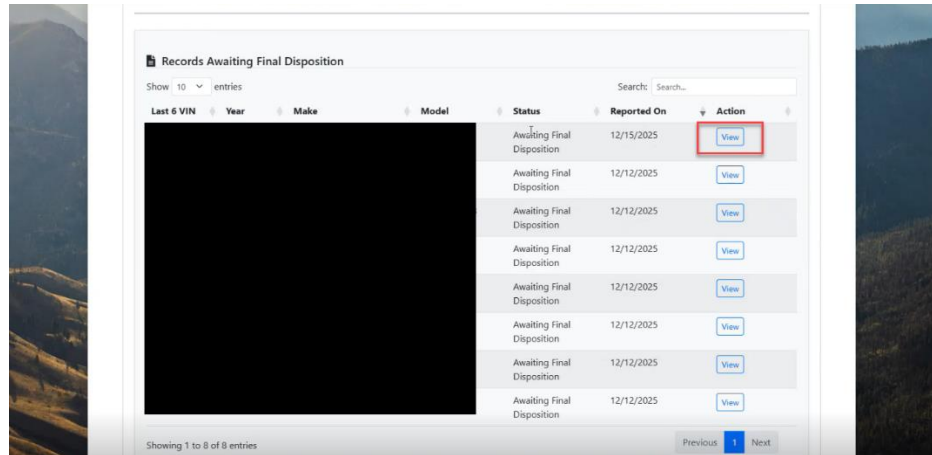 Records Awaiting Final Disposition
Show 10 entries Search: Search...
Last 6 VIN Year Make Model Status Reported On Action
Awaiting Final Disposition 12/15/2025 View
Awaiting Final Disposition 12/12/2025 View
Awaiting Final Disposition 12/12/2025 View
Awaiting Final Disposition 12/12/2025 View
Awaiting Final Disposition 12/12/2025 View
Awaiting Final Disposition 12/12/2025 View
Awaiting Final Disposition 12/12/2025 View
Awaiting Final Disposition 12/12/2025 View
Showing 1 to 8 of 8 entries Previous 1 Next